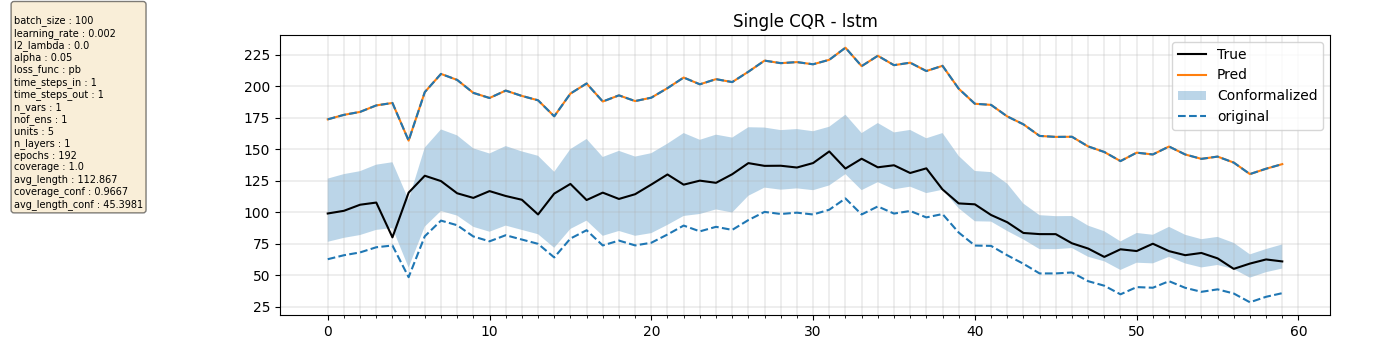 batch_size : 100
learning_rate : 0.002
l2_lambda : 0.0
alpha : 0.05
loss_func : pb
time_steps_in : 1
time_steps_out : 1
n_vars : 1
nof_ens : 1
units : 5
n_layers : 1
epochs : 192
coverage : 1.0
avg_length : 112.867
coverage_conf : 0.9667
avg_length_conf : 45.3981
Single CQR - lstm
225
200
175
150
125
100
75
50
25
True
Pred
Conformalized
original
0 10 20 30 40 50 60